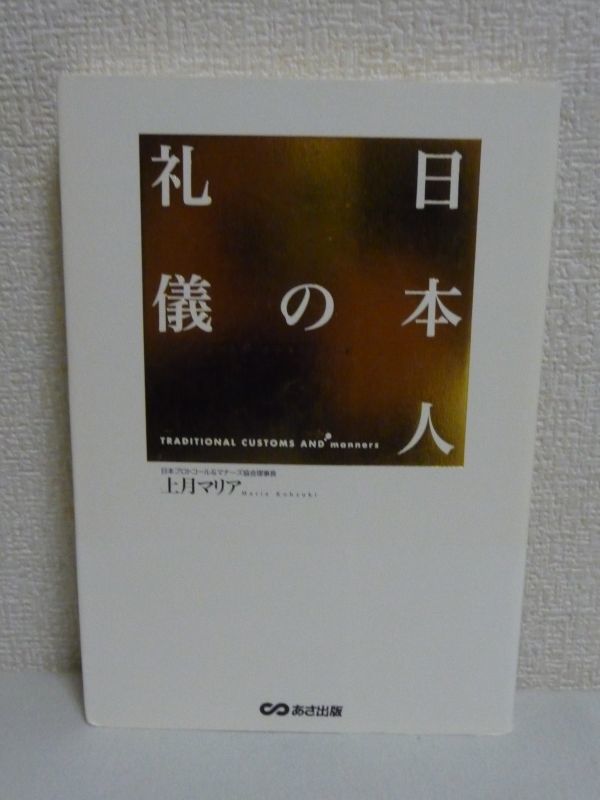 日本人
の
礼儀
TRADITIONAL CUSTOMS AND manners
日本プロトコール&マナーズ協会理事長
上月マリア Maria Kohzuki
あさ出版